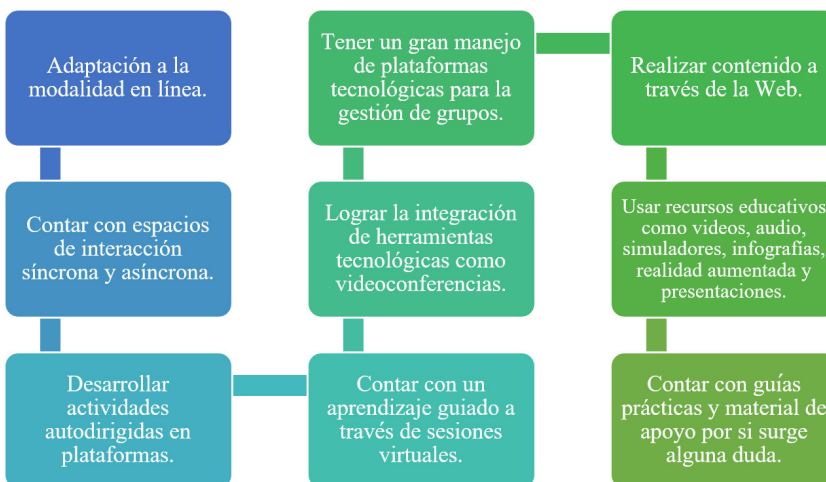 Adaptación a la
modalidad en línea.
Contar con espacios
de interacción
síncrona y asíncrona.
Desarrollar
actividades
autodirigidas en
plataformas.
Contar con un
aprendizaje guiado a
través de sesiones
virtuales.
Lograr la integración
de herramientas
tecnológicas como
videoconferencias.
Tener un gran manejo
de plataformas
tecnológicas para la
gestión de grupos.
Realizar contenido a
través de la Web.
Usar recursos educativos
como videos, audio,
simuladores, infografías,
realidad aumentada y
presentaciones.
Contar con guías
prácticas y material de
apoyo por si surge
alguna duda.